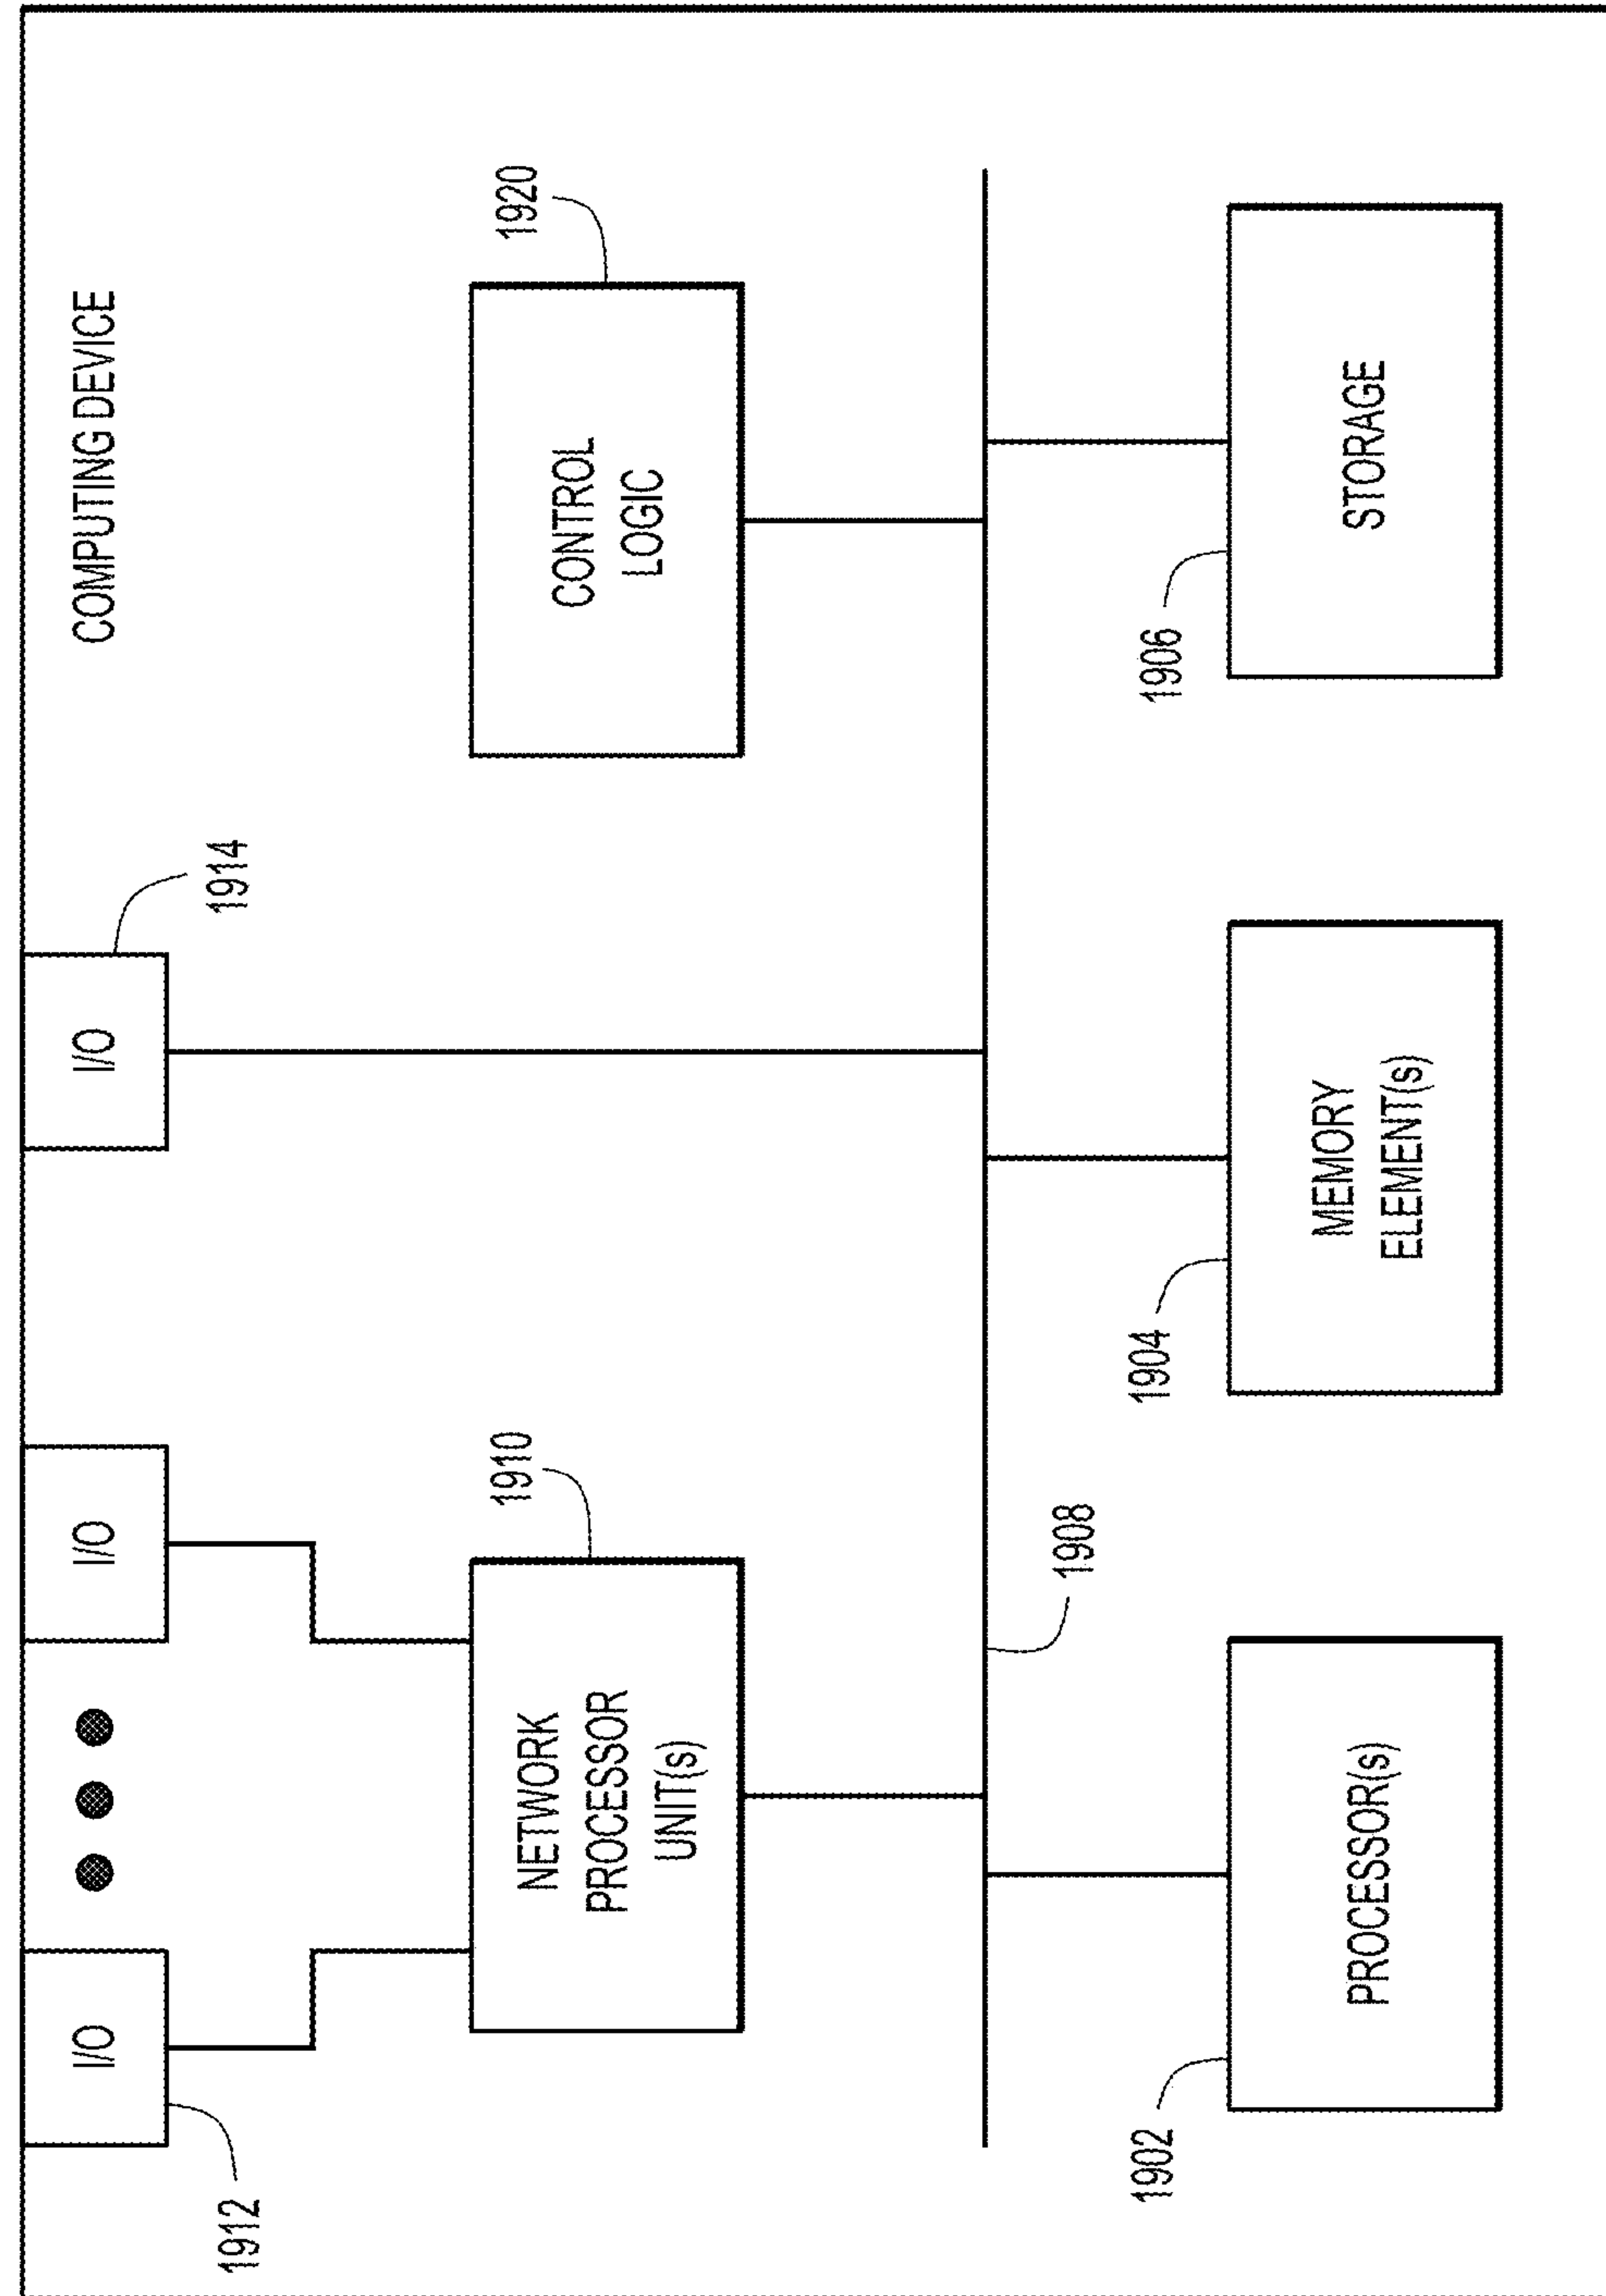 COMPUTING DEVICE
I/O
I/O
I/O
1912
1914
NETWORK
PROCESSOR
UNIT(s)
1910
CONTROL
LOGIC
1920
1908
PROCESSOR(s)
1902
MEMORY
ELEMENT(s)
1904
STORAGE
1906